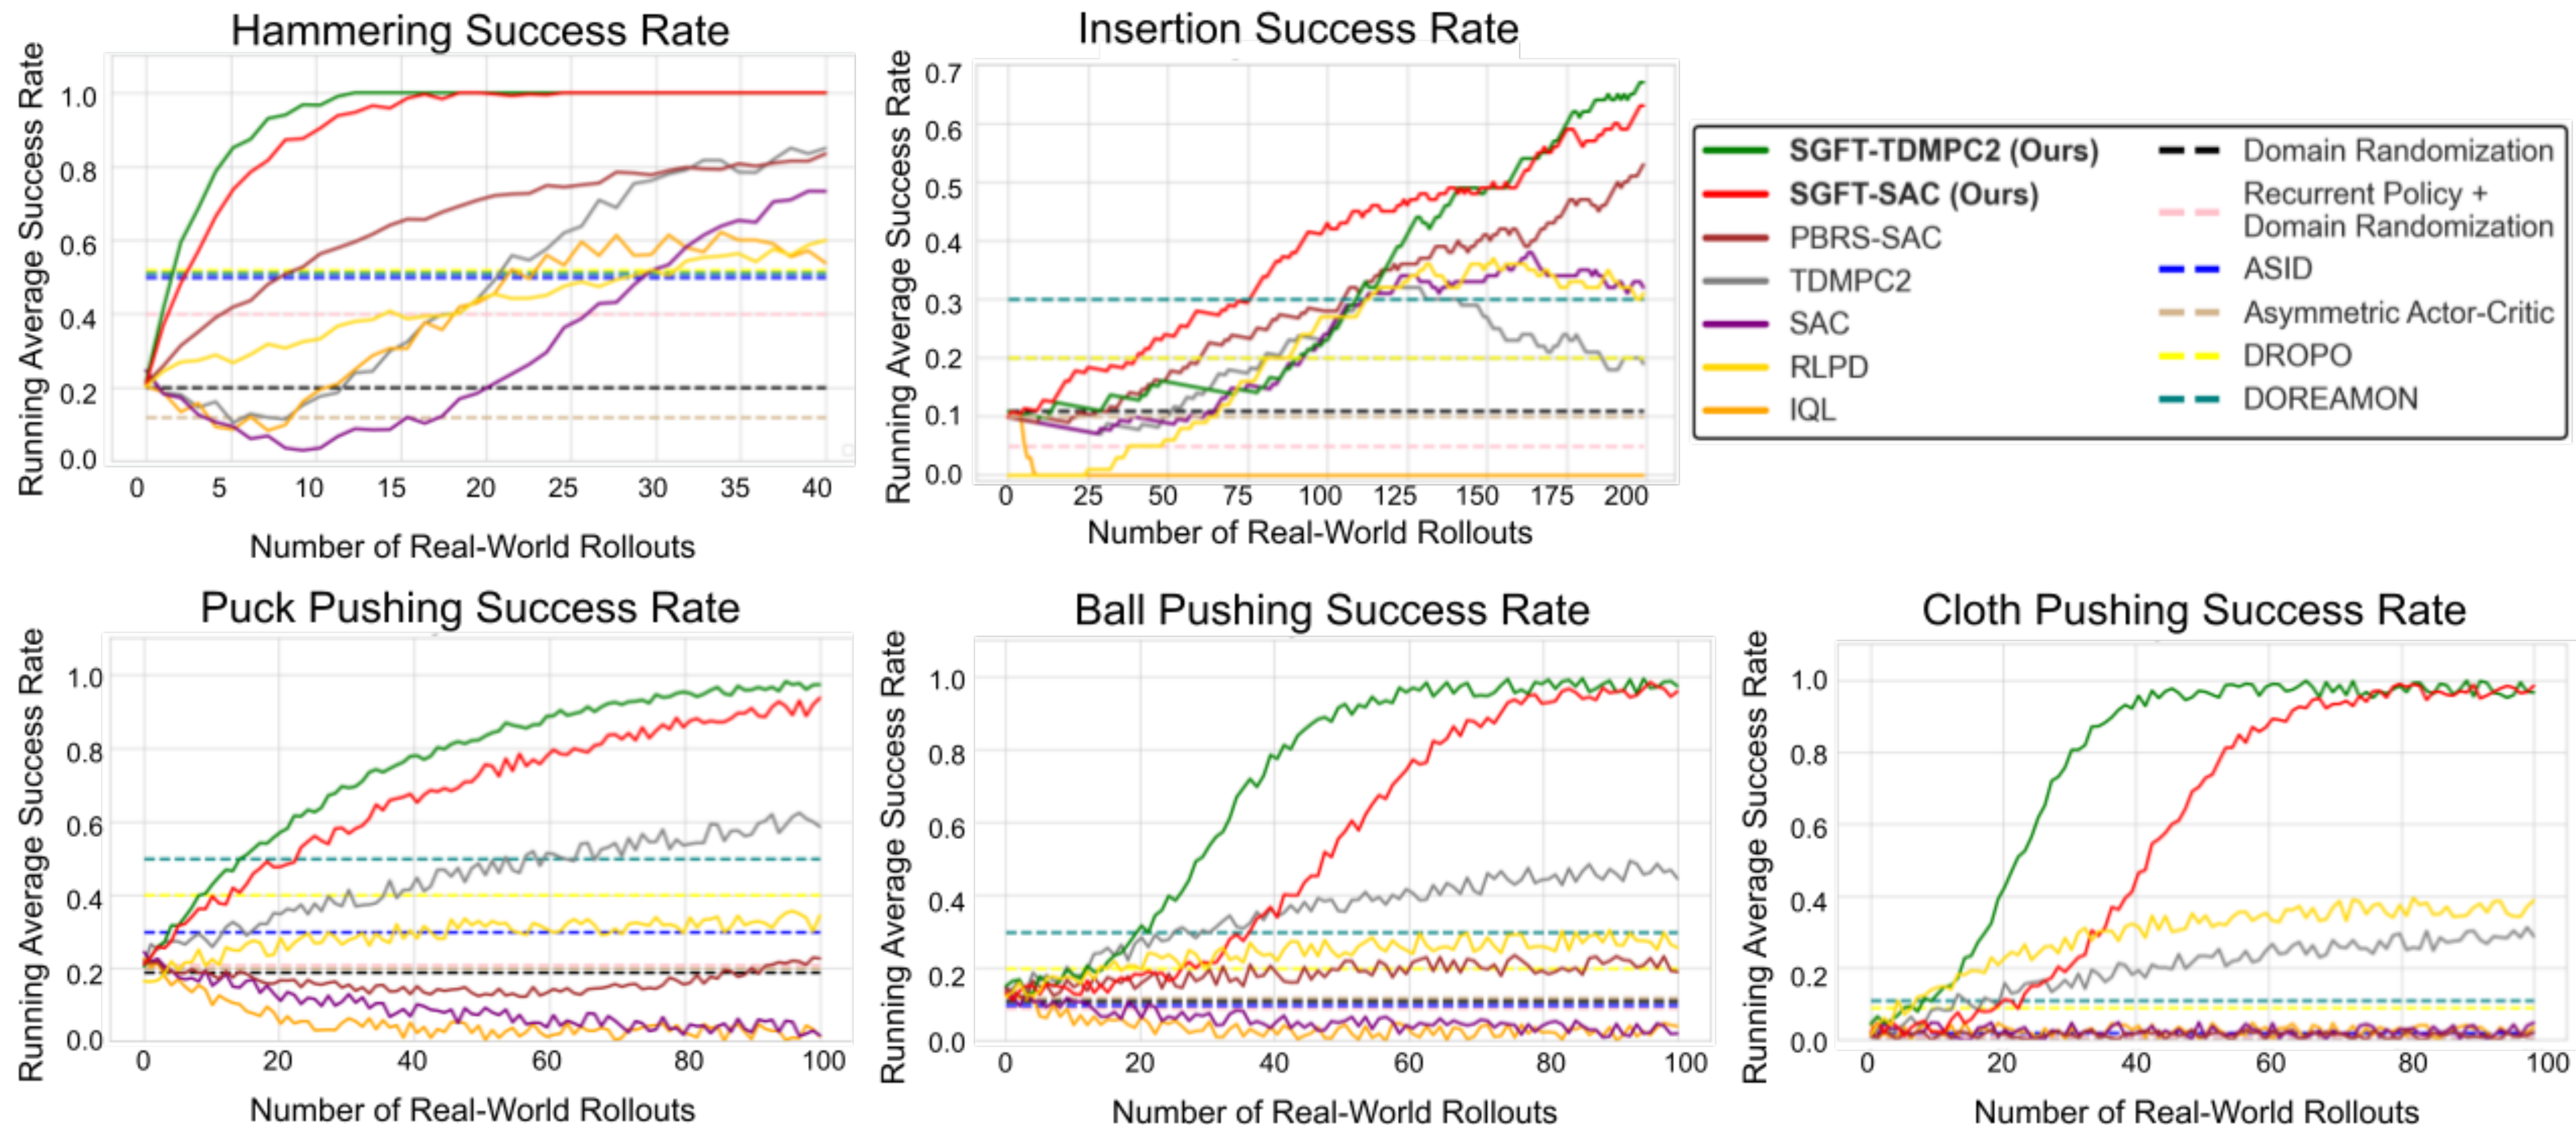 Hammering Success Rate
Running Average Success Rate
1.0
0.8
0.6
0.4
0.2
0.0
0 5 10 15 20 25 30 35 40
Number of Real-World Rollouts
Insertion Success Rate
Running Average Success Rate
0.7
0.6
0.5
0.4
0.3
0.2
0.1
0.0
0 25 50 75 100 125 150 175 200
Number of Real-World Rollouts
SGFT-TDMPC2 (Ours)
SGFT-SAC (Ours)
PBRS-SAC
TDMPC2
SAC
RLPD
IQL
Domain Randomization
Recurrent Policy +
Domain Randomization
ASID
Asymmetric Actor-Critic
DROPO
DOREAMON
Puck Pushing Success Rate
Running Average Success Rate
1.0
0.8
0.6
0.4
0.2
0.0
0 20 40 60 80 100
Number of Real-World Rollouts
Ball Pushing Success Rate
Running Average Success Rate
1.0
0.8
0.6
0.4
0.2
0.0
0 20 40 60 80 100
Number of Real-World Rollouts
Cloth Pushing Success Rate
Running Average Success Rate
1.0
0.8
0.6
0.4
0.2
0.0
0 20 40 60 80 100
Number of Real-World Rollouts